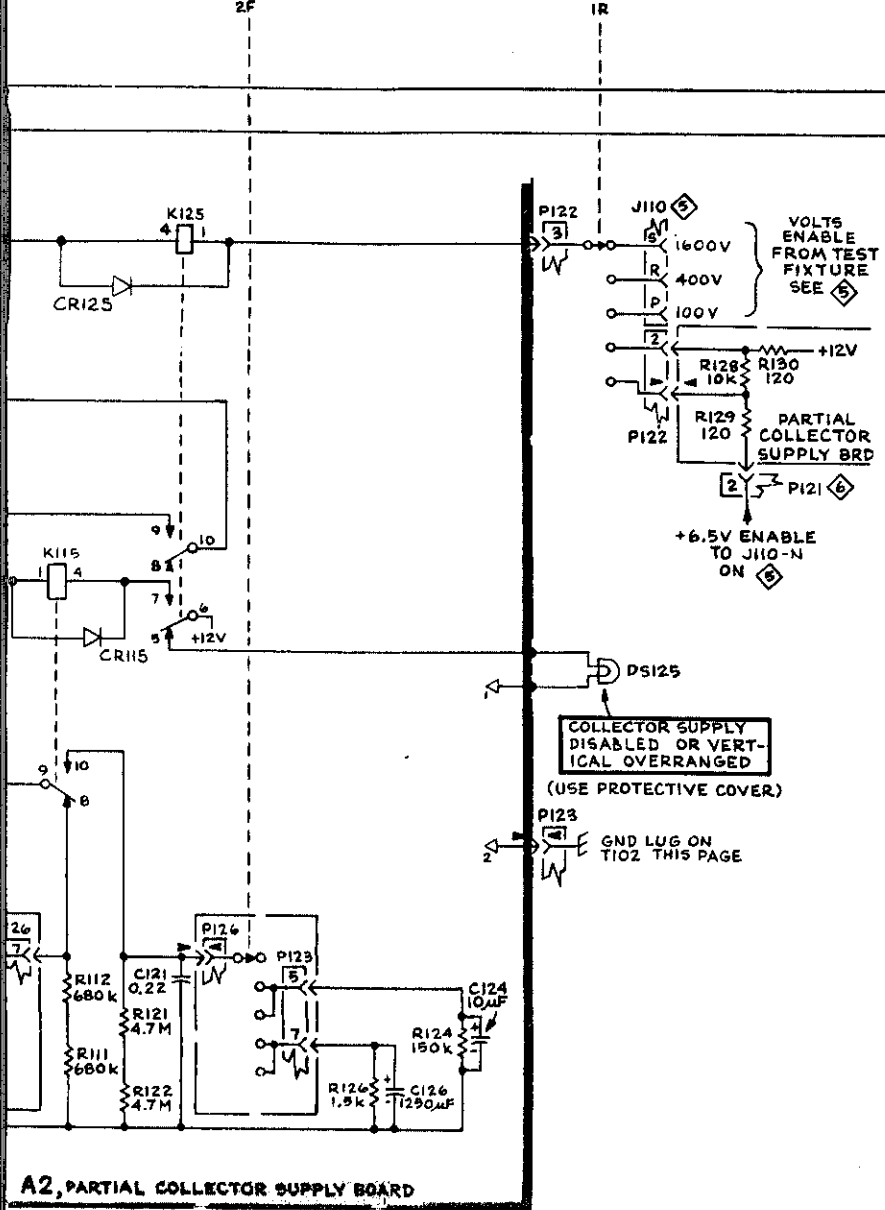 2F
1R
K125
4
1
CR125
P122
3
J110 5
S
1600V
R
400V
P
100V
VOLTS
ENABLE
FROM TEST
FIXTURE
SEE 5
2
R128
10K
R130
120
+12V
P122
R129
120
PARTIAL
COLLECTOR
SUPPLY BRD
2
P121 6
+6.5V ENABLE
TO J110-N
ON 5
9
10
8
K115
1
4
7
6
5
+12V
CR115
DS125
1
COLLECTOR SUPPLY
DISABLED OR VERT-
ICAL OVERRANGED
(USE PROTECTIVE COVER)
9
10
8
P123
2
GND LUG ON
T102 THIS PAGE
26
7
P126
R112
680k
C121
0.22
P123
5
C124
10µF
+
-
R121
4.7M
7
R124
150k
R111
680k
R122
4.7M
R126
1.5k
+
-
C126
1250µF
A2, PARTIAL COLLECTOR SUPPLY BOARD